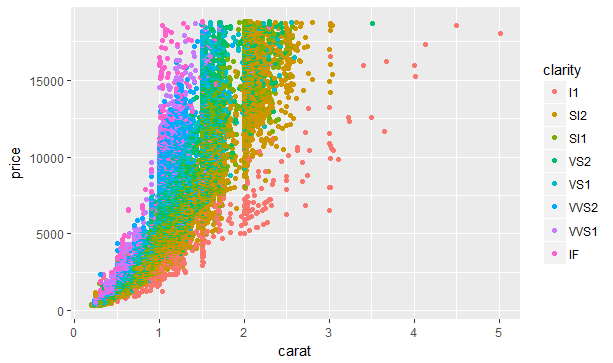 15000
10000
5000
0
price
0
1
2
3
4
5
carat
clarity
I1
SI2
SI1
VS2
VS1
VVS2
VVS1
IF